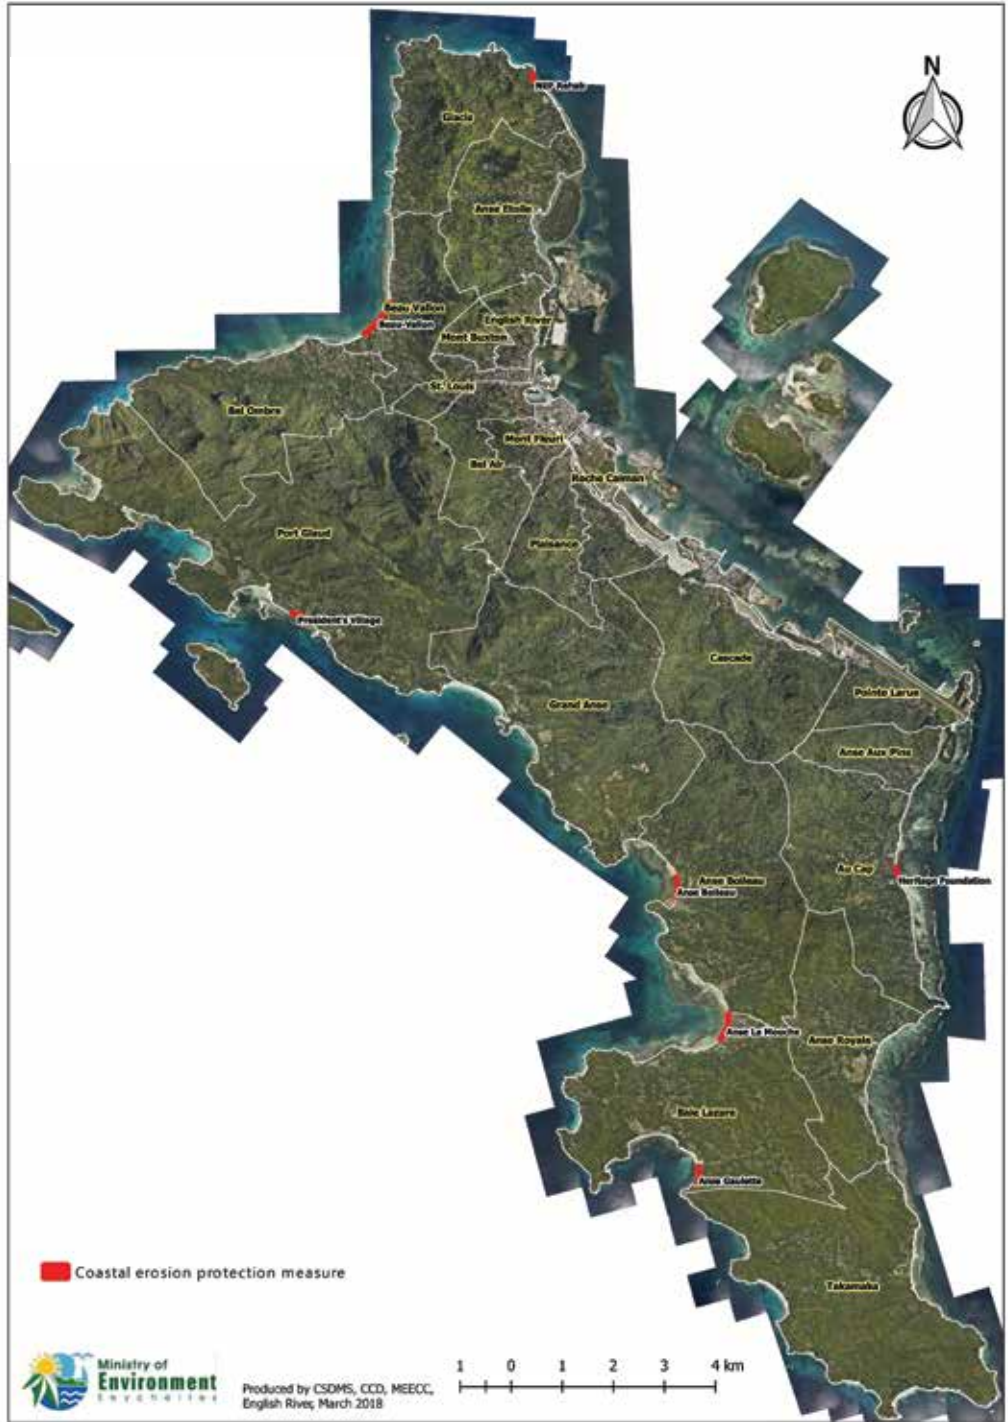 N
NYP Rehab
Glacis
Anse Etoile
Beau Vallon
Beau-Vallon
English River
Mont Buxton
St. Louis
Bel Ombre
Mont Fleuri
Bel Air
Roche Caiman
Port Glaud
Plaisance
President's Village
Cascade
Grand Anse
Pointe Larue
Anse Aux Pins
Au Cap
Heritage Foundation
Anse Boileau
Anse Boileau
Anse La Mouche
Anse Royale
Baie Lazare
Anse Gaulette
Takamaka
Coastal erosion protection measure
Ministry of
Environment
Seychelles
Produced by CSDMS, CCD, MEECC,
English River, March 2018
1 0 1 2 3 4 km